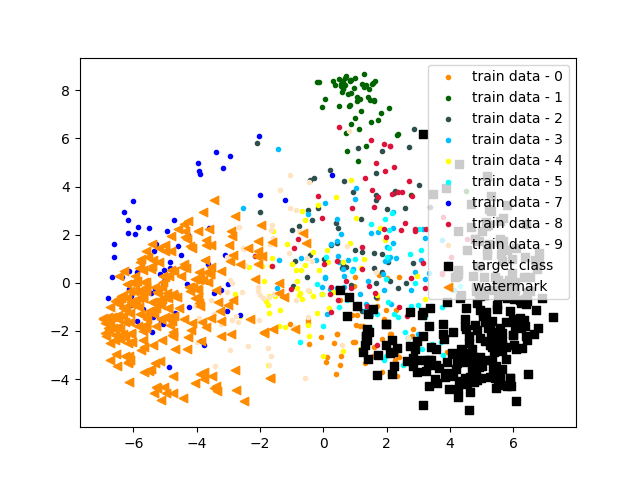 train data - 0
train data - 1
train data - 2
train data - 3
train data - 4
train data - 5
train data - 7
train data - 8
train data - 9
target class
watermark
8
6
4
2
0
−2
−4
−6 −4 −2 0 2 4 6